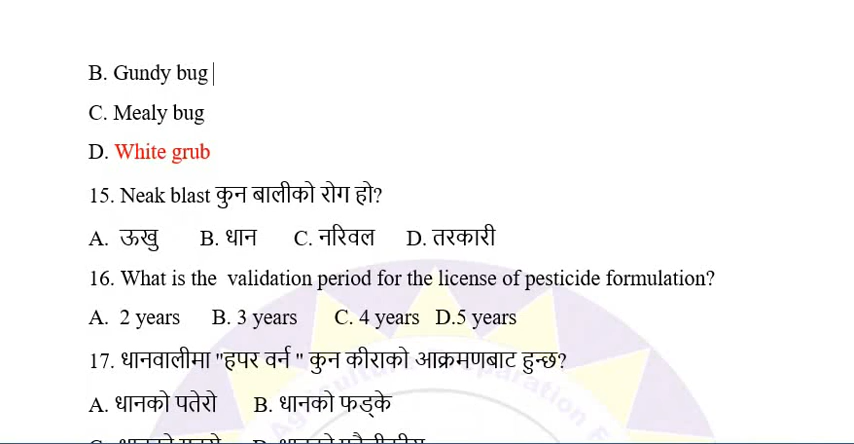 B. Gundy bug
C. Mealy bug
D. White grub
15. Neak blast कुन बालीको रोग हो?
A. ऊखु B. धान C. नरिवल D. तरकारी
16. What is the validation period for the license of pesticide formulation?
A. 2 years B. 3 years C. 4 years D.5 years
17. धानवालीमा "हपर वर्न " कुन कीराको आक्रमणबाट हुन्छ?
A. धानको पतेरो B. धानको फड्के